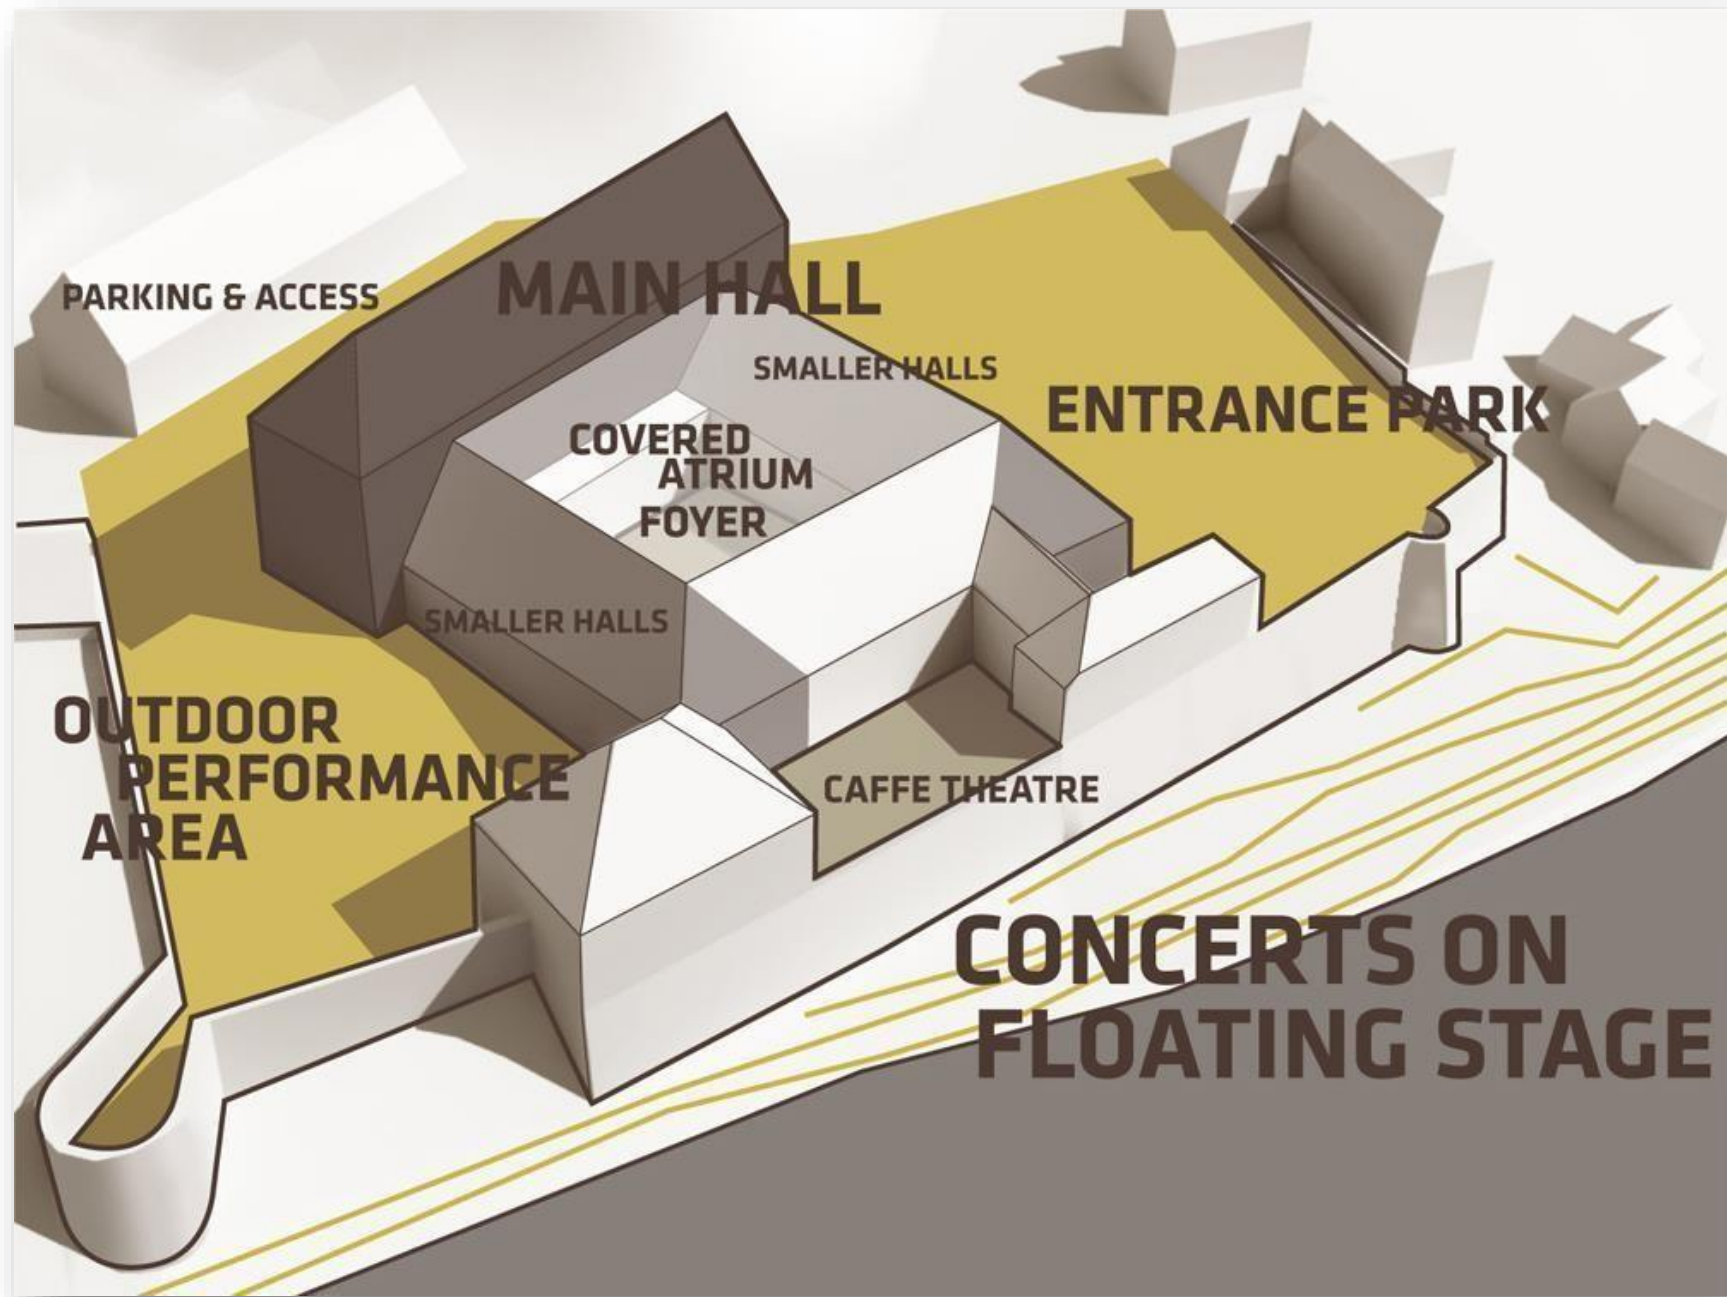 PARKING & ACCESS
MAIN HALL
SMALLER HALLS
ENTRANCE PARK
COVERED
ATRIUM
FOYER
SMALLER HALLS
OUTDOOR
PERFORMANCE
AREA
CAFFE THEATRE
CONCERTS ON
FLOATING STAGE